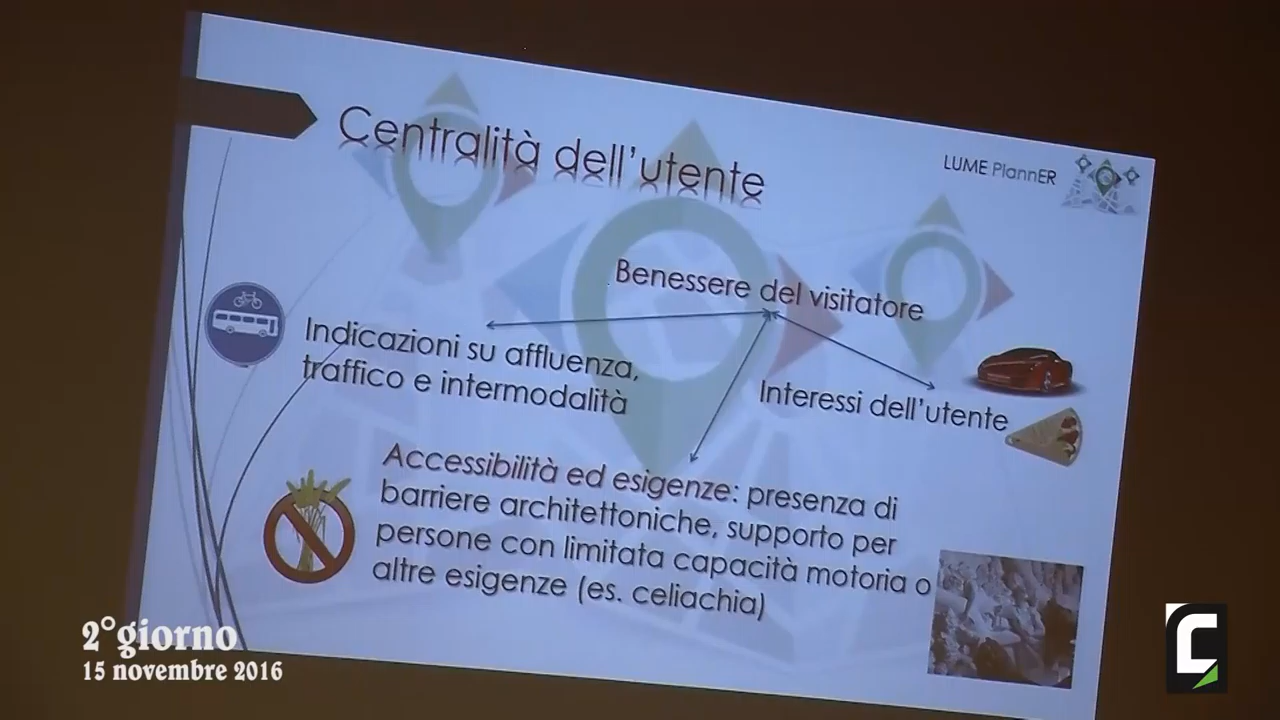 Centralità dell'utente
LUME PlannER
Benessere del visitatore
Indicazioni su affluenza,
traffico e intermodalità
Interessi dell'utente
Accessibilità ed esigenze: presenza di
barriere architettoniche, supporto per
persone con limitata capacità motoria o
altre esigenze (es. celiachia)
2°giorno
15 novembre 2016